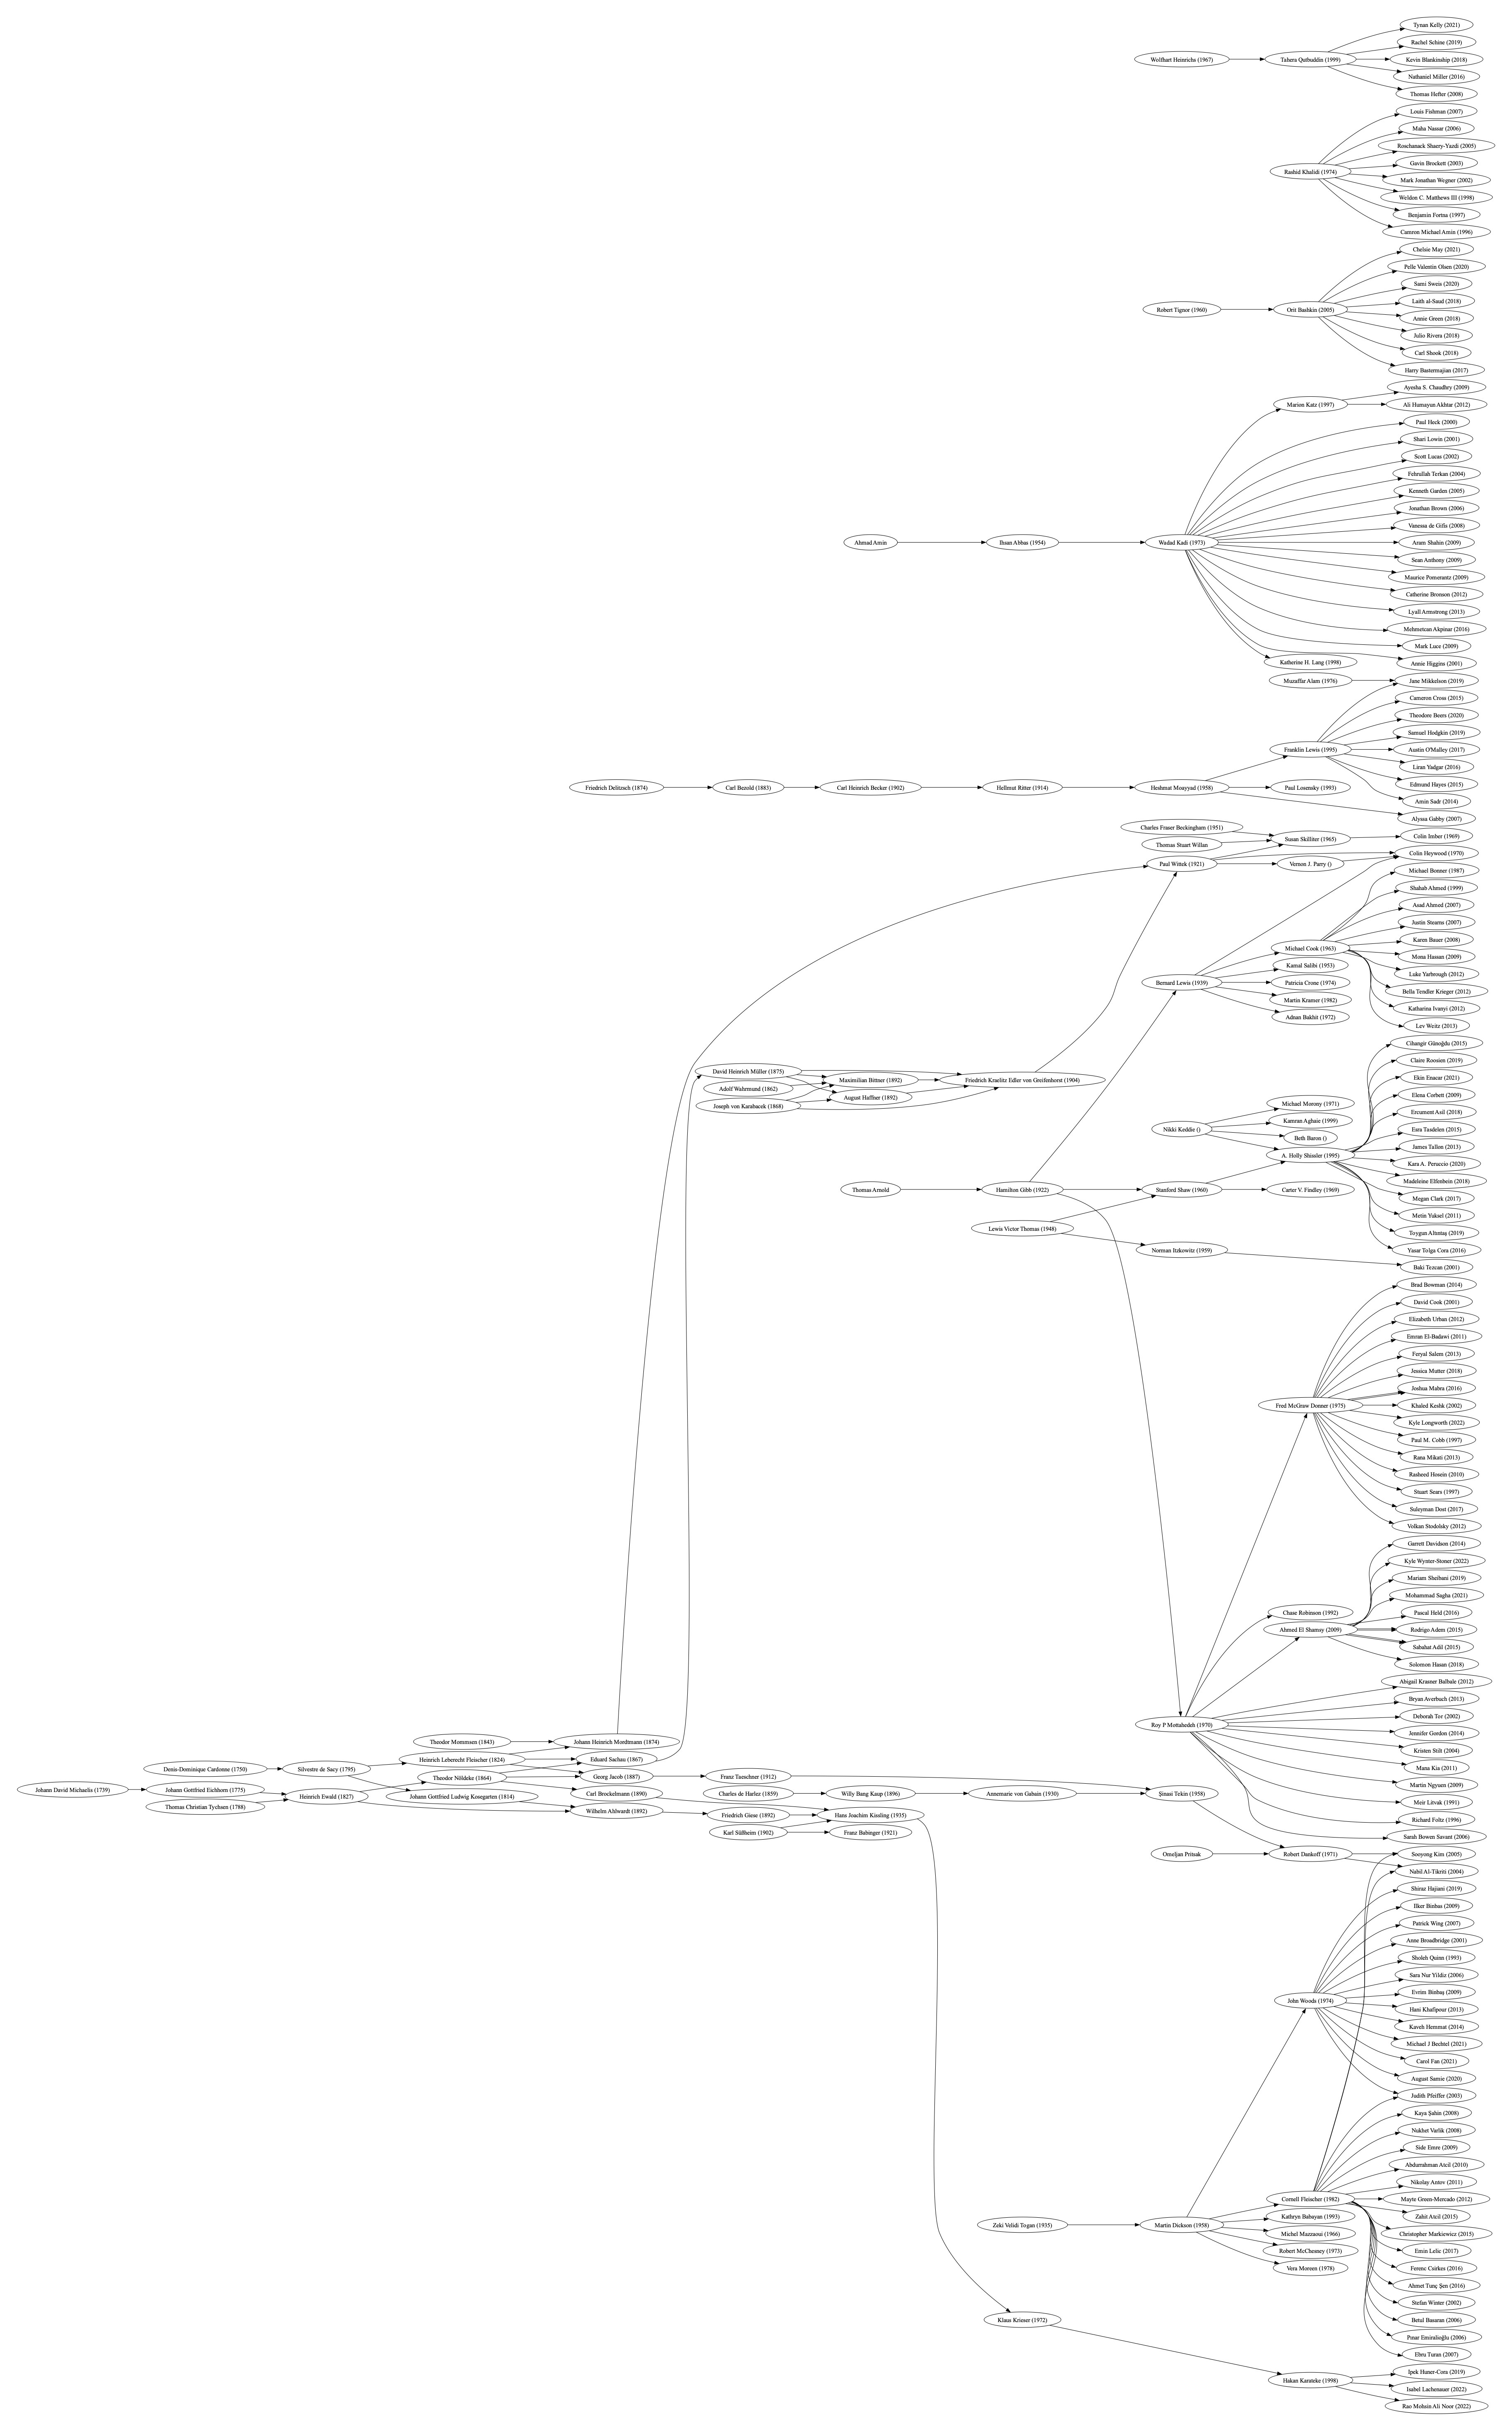 Tynan Kelly (2021)
Rachel Schine (2019)
Wolfhart Heinrichs (1967)
Tahera Qutbuddin (1999)
Kevin Blankinship (2018)
Nathaniel Miller (2016)
Thomas Hefter (2008)
Louis Fishman (2007)
Maha Nassar (2006)
Roschanack Shaery-Yazdi (2005)
Gavin Brockett (2003)
Rashid Khalidi (1974)
Mark Jonathan Wegner (2002)
Weldon C. Matthews III (1998)
Benjamin Fortna (1997)
Camron Michael Amin (1996)
Chelsie May (2021)
Pelle Valentin Olsen (2020)
Sami Sweis (2020)
Laith al-Saud (2018)
Robert Tignor (1960)
Orit Bashkin (2005)
Annie Green (2018)
Julio Rivera (2018)
Carl Shook (2018)
Harry Bastermajian (2017)
Ayesha S. Chaudhry (2009)
Marion Katz (1997)
Ali Humayun Akhtar (2012)
Paul Heck (2000)
Shari Lowin (2001)
Scott Lucas (2002)
Fehrullah Terkan (2004)
Kenneth Garden (2005)
Jonathan Brown (2006)
Vanessa de Gifis (2008)
Ahmad Amin
Ihsan Abbas (1954)
Wadad Kadi (1973)
Aram Shahin (2009)
Sean Anthony (2009)
Maurice Pomerantz (2009)
Catherine Bronson (2012)
Lyall Armstrong (2013)
Mehmetcan Akpinar (2016)
Mark Luce (2009)
Katherine H. Lang (1998)
Annie Higgins (2001)
Muzaffar Alam (1976)
Jane Mikkelson (2019)
Cameron Cross (2015)
Theodore Beers (2020)
Samuel Hodgkin (2019)
Franklin Lewis (1995)
Austin O'Malley (2017)
Liran Yadgar (2016)
Friedrich Delitzsch (1874)
Carl Bezold (1883)
Carl Heinrich Becker (1902)
Hellmut Ritter (1914)
Heshmat Moayyad (1958)
Paul Losensky (1993)
Edmund Hayes (2015)
Amin Sadr (2014)
Alyssa Gabby (2007)
Charles Fraser Beckingham (1951)
Susan Skilliter (1965)
Colin Imber (1969)
Thomas Stuart Willan
Colin Heywood (1970)
Paul Wittek (1921)
Vernon J. Parry ()
Michael Bonner (1987)
Shahab Ahmed (1999)
Asad Ahmed (2007)
Justin Stearns (2007)
Karen Bauer (2008)
Michael Cook (1963)
Mona Hassan (2009)
Kamal Salibi (1953)
Luke Yarbrough (2012)
Bernard Lewis (1939)
Patricia Crone (1974)
Bella Tendler Krieger (2012)
Martin Kramer (1982)
Katharina Ivanyi (2012)
Adnan Bakhit (1972)
Lev Weitz (2013)
Cihangir Günoğdu (2015)
Claire Roosien (2019)
David Heinrich Müller (1875)
Maximilian Bittner (1892)
Friedrich Kraelitz Edler von Greifenhorst (1904)
Ekin Enacar (2021)
Adolf Wahrmund (1862)
August Haffner (1892)
Elena Corbett (2009)
Joseph von Karabacek (1868)
Michael Morony (1971)
Ercument Asil (2018)
Kamran Aghaie (1999)
Nikki Keddie ()
Esra Tasdelen (2015)
Beth Baron ()
James Tallon (2013)
A. Holly Shissler (1995)
Kara A. Peruccio (2020)
Madeleine Elfenbein (2018)
Thomas Arnold
Hamilton Gibb (1922)
Stanford Shaw (1960)
Carter V. Findley (1969)
Megan Clark (2017)
Metin Yuksel (2011)
Lewis Victor Thomas (1948)
Toygun Altıntaş (2019)
Norman Itzkowitz (1959)
Yasar Tolga Cora (2016)
Baki Tezcan (2001)
Brad Bowman (2014)
David Cook (2001)
Elizabeth Urban (2012)
Emran El-Badawi (2011)
Feryal Salem (2013)
Jessica Mutter (2018)
Joshua Mabra (2016)
Fred McGraw Donner (1975)
Khaled Keshk (2002)
Kyle Longworth (2022)
Paul M. Cobb (1997)
Rana Mikati (2013)
Rasheed Hosein (2010)
Stuart Sears (1997)
Suleyman Dost (2017)
Volkan Stodolsky (2012)
Garrett Davidson (2014)
Kyle Wynter-Stoner (2022)
Mariam Sheibani (2019)
Mohammad Sagha (2021)
Chase Robinson (1992)
Pascal Held (2016)
Ahmed El Shamsy (2009)
Rodrigo Adem (2015)
Sabahat Adil (2015)
Solomon Hasan (2018)
Abigail Krasner Balbale (2012)
Bryan Averbuch (2013)
Deborah Tor (2002)
Roy P Mottahedeh (1970)
Jennifer Gordon (2014)
Theodor Mommsen (1843)
Johann Heinrich Mordtmann (1874)
Kristen Stilt (2004)
Heinrich Leberecht Fleischer (1824)
Eduard Sachau (1867)
Denis-Dominique Cardonne (1750)
Silvestre de Sacy (1795)
Mana Kia (2011)
Theodor Nöldeke (1864)
Georg Jacob (1887)
Franz Taeschner (1912)
Martin Nguyen (2009)
Johann David Michaelis (1739)
Johann Gottfried Eichhorn (1775)
Heinrich Ewald (1827)
Johann Gottfried Ludwig Kosegarten (1814)
Carl Brockelmann (1890)
Charles de Harlez (1859)
Willy Bang Kaup (1896)
Annemarie von Gabain (1930)
Şinasi Tekin (1958)
Meir Litvak (1991)
Thomas Christian Tychsen (1788)
Wilhelm Ahlwardt (1892)
Friedrich Giese (1892)
Hans Joachim Kissling (1935)
Richard Foltz (1996)
Karl Süßheim (1902)
Franz Babinger (1921)
Sarah Bowen Savant (2006)
Omeljan Pritsak
Robert Dankoff (1971)
Sooyong Kim (2005)
Nabil Al-Tikriti (2004)
Shiraz Hajiani (2019)
Ilker Binbas (2009)
Patrick Wing (2007)
Anne Broadbridge (2001)
Sholeh Quinn (1993)
Sara Nur Yildiz (2006)
Evrim Binbaş (2009)
John Woods (1974)
Hani Khafipour (2013)
Kaveh Hemmat (2014)
Michael J Bechtel (2021)
Carol Fan (2021)
August Samie (2020)
Judith Pfeiffer (2003)
Kaya Şahin (2008)
Nukhet Varlik (2008)
Side Emre (2009)
Abdurrahman Atcil (2010)
Nikolay Antov (2011)
Cornell Fleischer (1982)
Mayte Green-Mercado (2012)
Kathryn Babayan (1993)
Zahit Atcil (2015)
Zeki Velidi Togan (1935)
Martin Dickson (1958)
Michel Mazzaoui (1966)
Christopher Markiewicz (2015)
Robert McChesney (1973)
Emin Lelic (2017)
Vera Moreen (1978)
Ferenc Csirkes (2016)
Ahmet Tunç Şen (2016)
Stefan Winter (2002)
Klaus Krieser (1972)
Betul Basaran (2006)
Pınar Emiralioğlu (2006)
Ebru Turan (2007)
Hakan Karateke (1998)
Ipek Huner-Cora (2019)
Isabel Lachenauer (2022)
Rao Mohsin Ali Noor (2022)